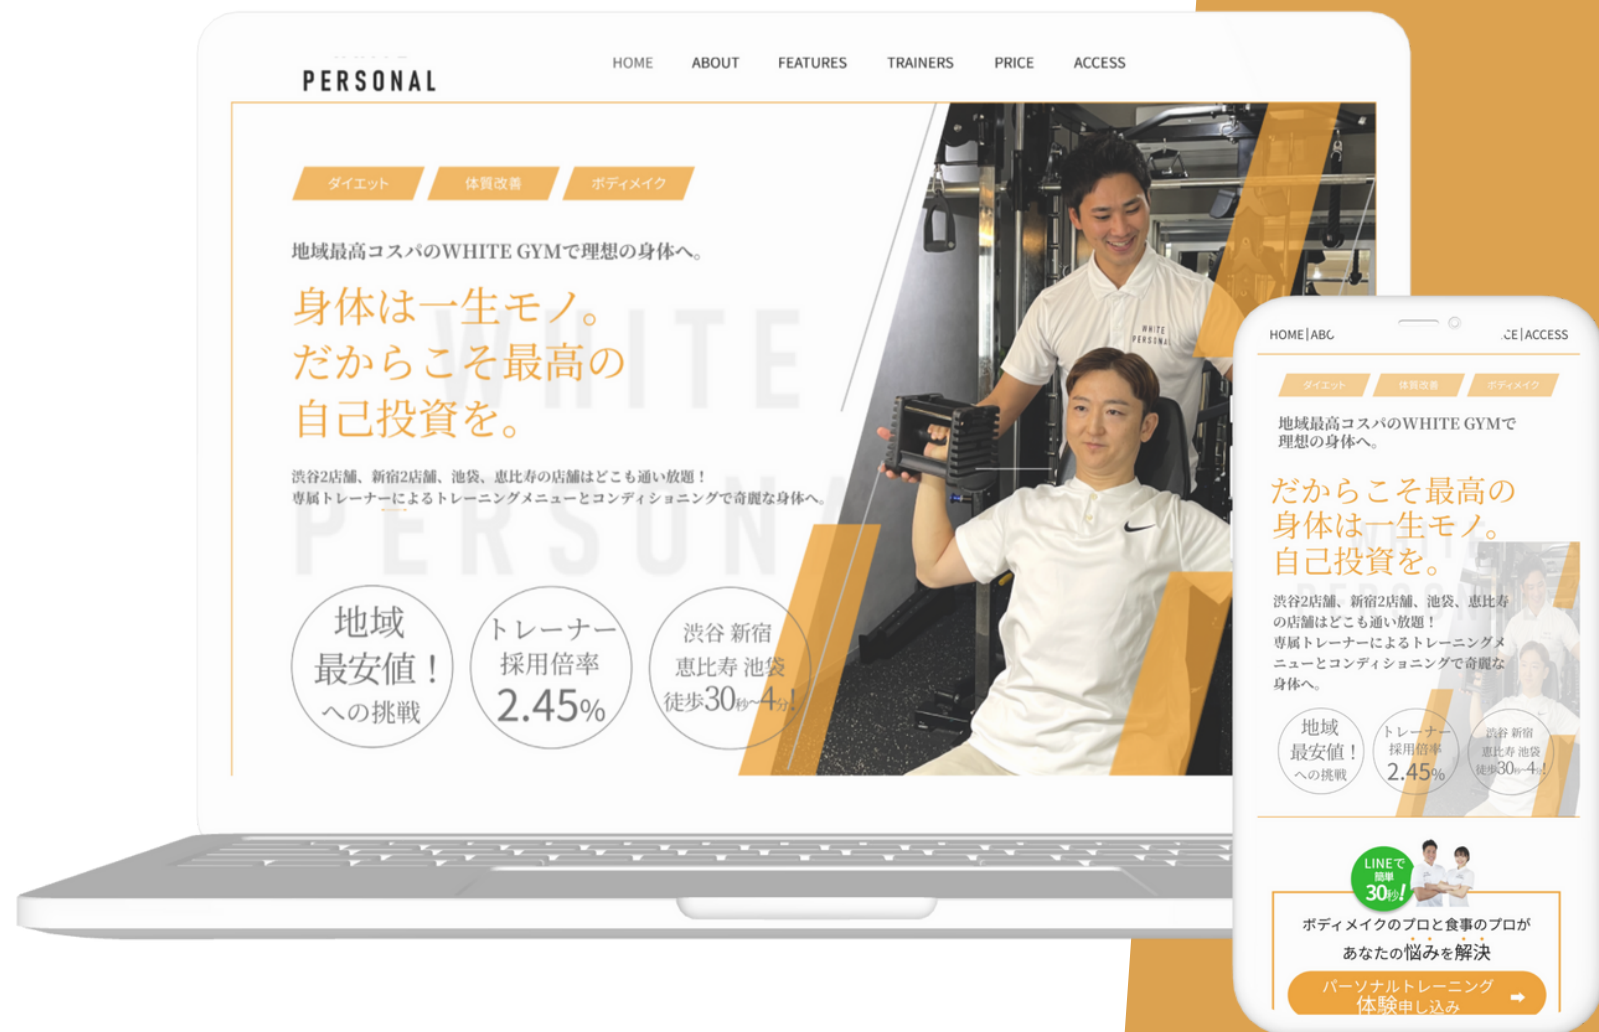 PERSONAL
HOME
ABOUT
FEATURES
TRAINERS
PRICE
ACCESS
ダイエット
体質改善
ボディメイク
地域最高コスパのWHITE GYMで理想の身体へ。
身体は一生モノ。
だからこそ最高の
自己投資を。
渋谷2店舗、新宿2店舗、池袋、恵比寿の店舗はどこも通い放題！
専属トレーナーによるトレーニングメニューとコンディショニングで奇麗な身体へ。
WHITE
PERSONA
地域
最安値！
への挑戦
トレーナー
採用倍率
2.45%
渋谷 新宿
恵比寿 池袋
徒歩30秒~4分!
WHITE
PERSONAL
HOME|ABO
CE|ACCESS
ダイエット
体質改善
ボディメイク
地域最高コスパのWHITE GYMで
理想の身体へ。
だからこそ最高の
身体は一生モノ。
自己投資を。
渋谷2店舗、新宿2店舗、池袋、恵比寿
の店舗はどこも通い放題！
専属トレーナーによるトレーニングメ
ニューとコンディショニングで奇麗な
身体へ。
WHITE
PERSON
地域
最安値！
への挑戦
トレーナー
採用倍率
2.45%
渋谷 新宿
恵比寿 池袋
徒歩30秒~4分!
LINEで
簡単
30秒!
ボディメイクのプロと食事のプロが
あなたの悩みを解決
パーソナルトレーニング
体験申し込み